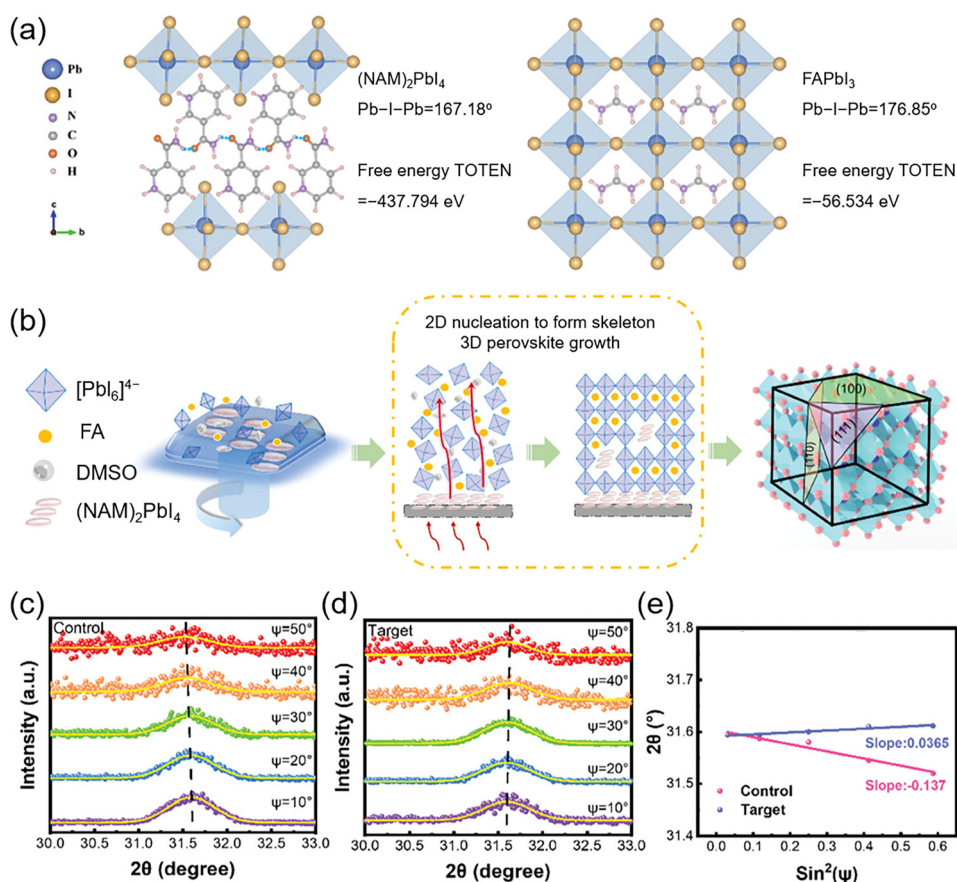 (a)
Pb
I
N
C
O
H
c
b
(NAM)₂PbI₄
Pb–I–Pb=167.18º
Free energy TOTEN
=−437.794 eV
FAPbI₃
Pb–I–Pb=176.85º
Free energy TOTEN
=−56.534 eV
(b)
[PbI₆]⁴⁻
FA
DMSO
(NAM)₂PbI₄
2D nucleation to form skeleton
3D perovskite growth
(100)
(111)
(110)
(c)
Control
ψ=50°
ψ=40°
ψ=30°
ψ=20°
ψ=10°
Intensity (a.u.)
30.0 30.5 31.0 31.5 32.0 32.5 33.0
2θ (degree)
(d)
Target
ψ=50°
ψ=40°
ψ=30°
ψ=20°
ψ=10°
Intensity (a.u.)
30.0 30.5 31.0 31.5 32.0 32.5 33.0
2θ (degree)
(e)
31.8
31.7
31.6
31.5
31.4
2θ (°)
Slope:0.0365
Slope:-0.137
Control
Target
0.0 0.1 0.2 0.3 0.4 0.5 0.6
Sin²(ψ)